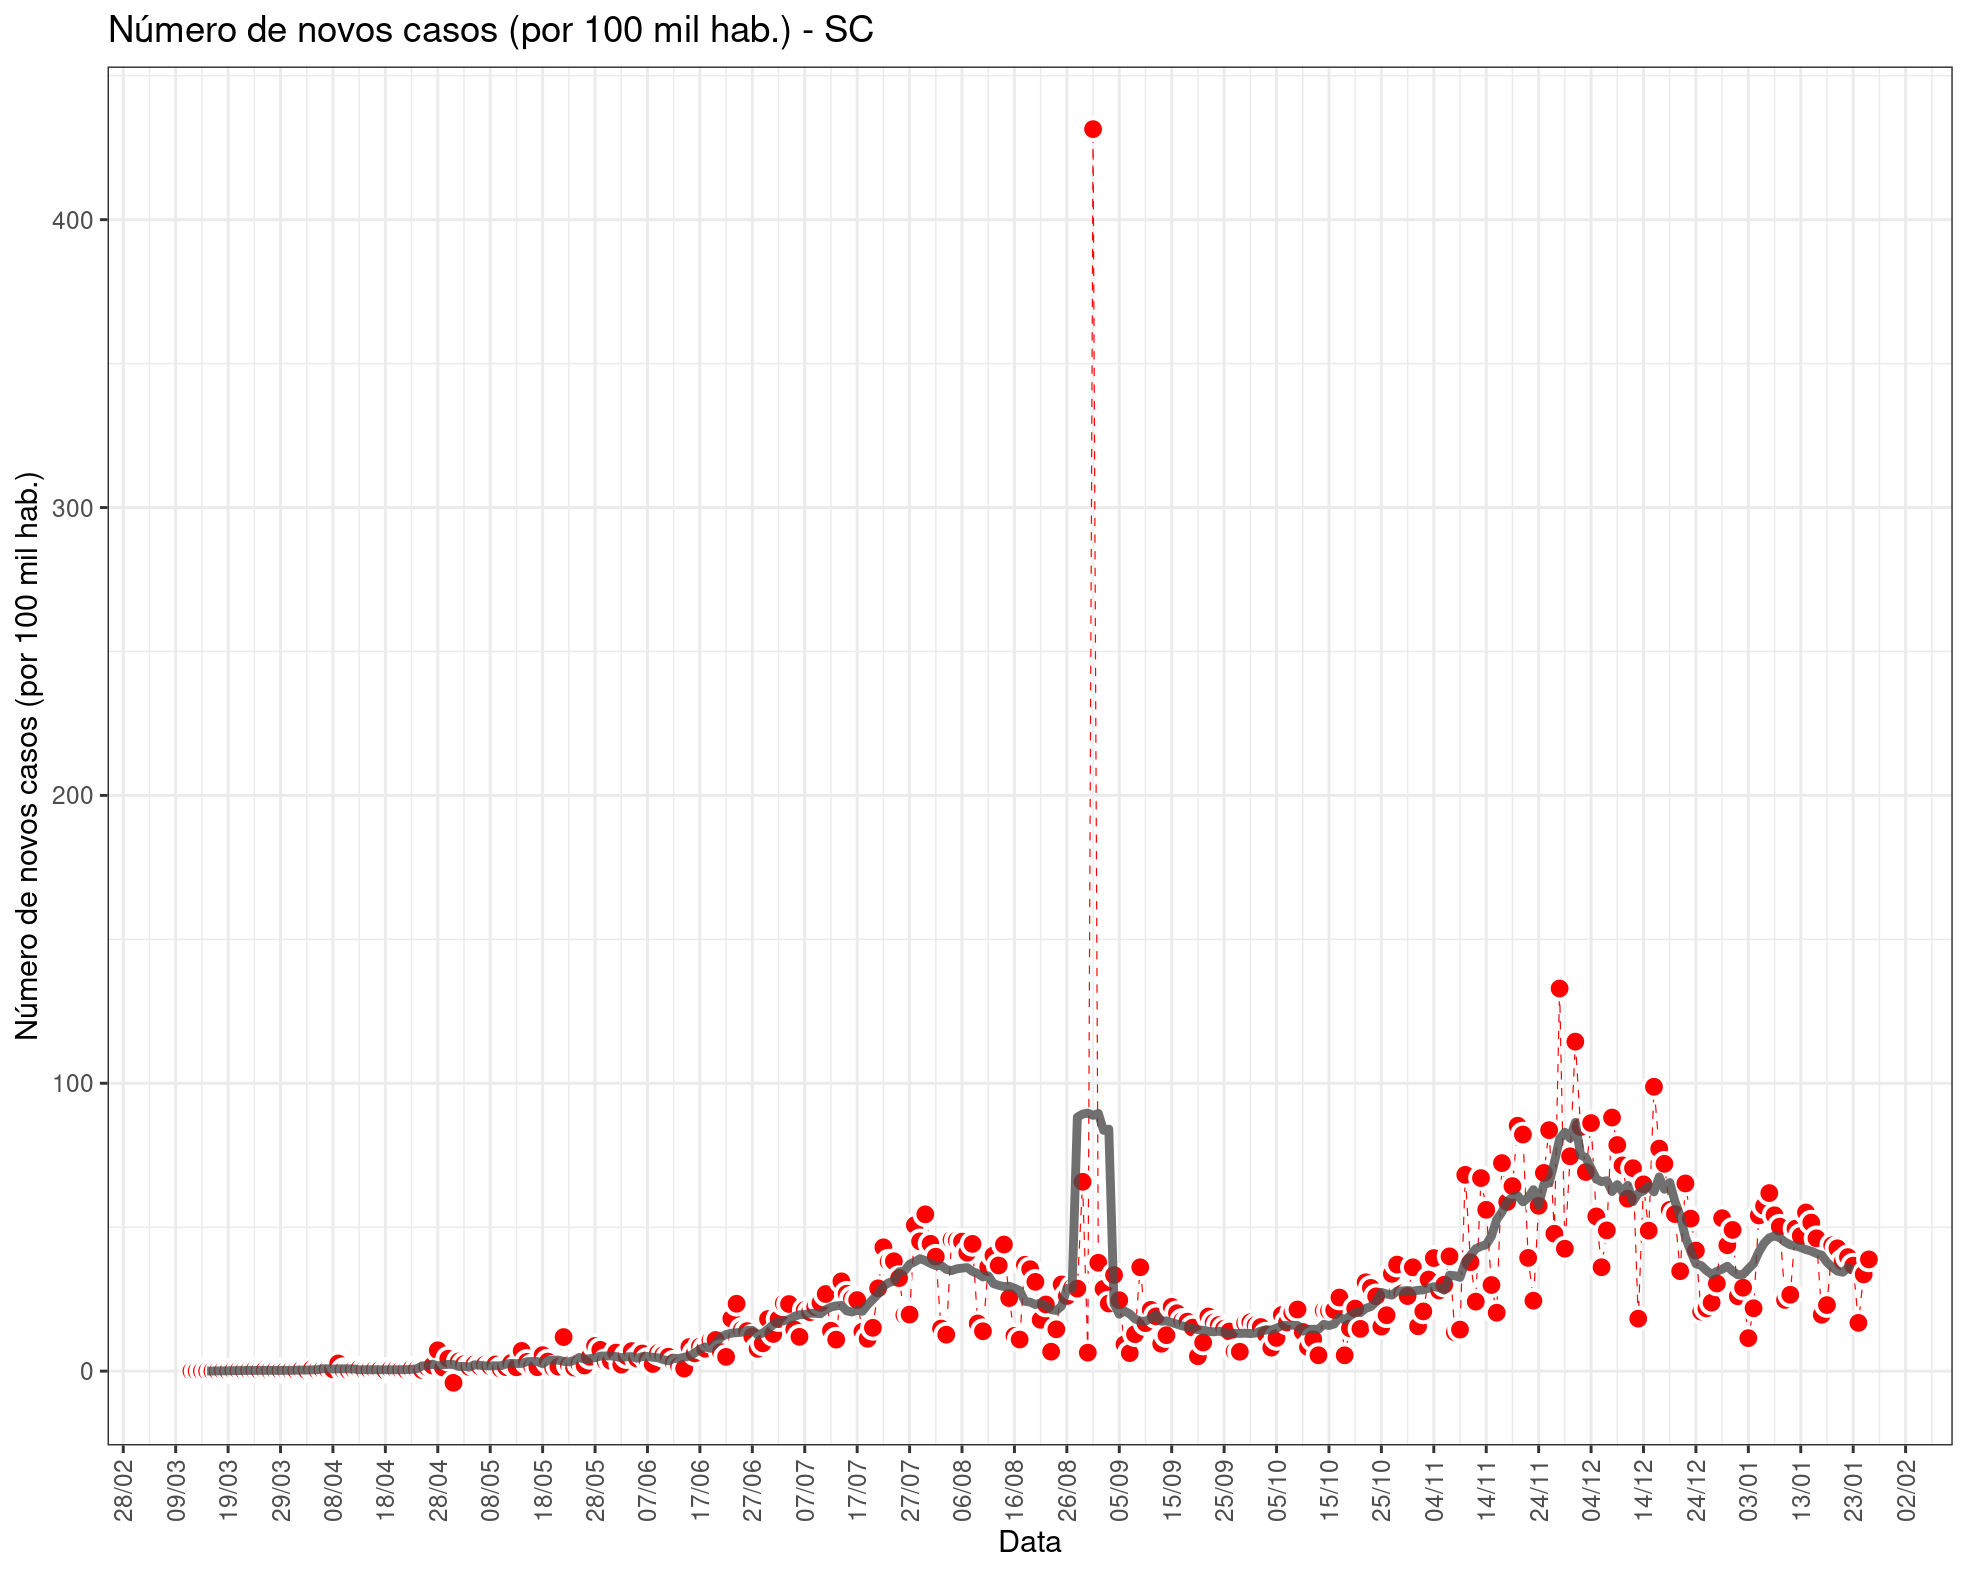 Número de novos casos (por 100 mil hab.) - SC
Número de novos casos (por 100 mil hab.)
400
300
200
100
0
28/02 09/03 19/03 29/03 08/04 18/04 28/04 08/05 18/05 28/05 07/06 17/06 27/06 07/07 17/07 27/07 06/08 16/08 26/08 05/09 15/09 25/09 05/10 15/10 25/10 04/11 14/11 24/11 04/12 14/12 24/12 03/01 13/01 23/01 02/02
Data